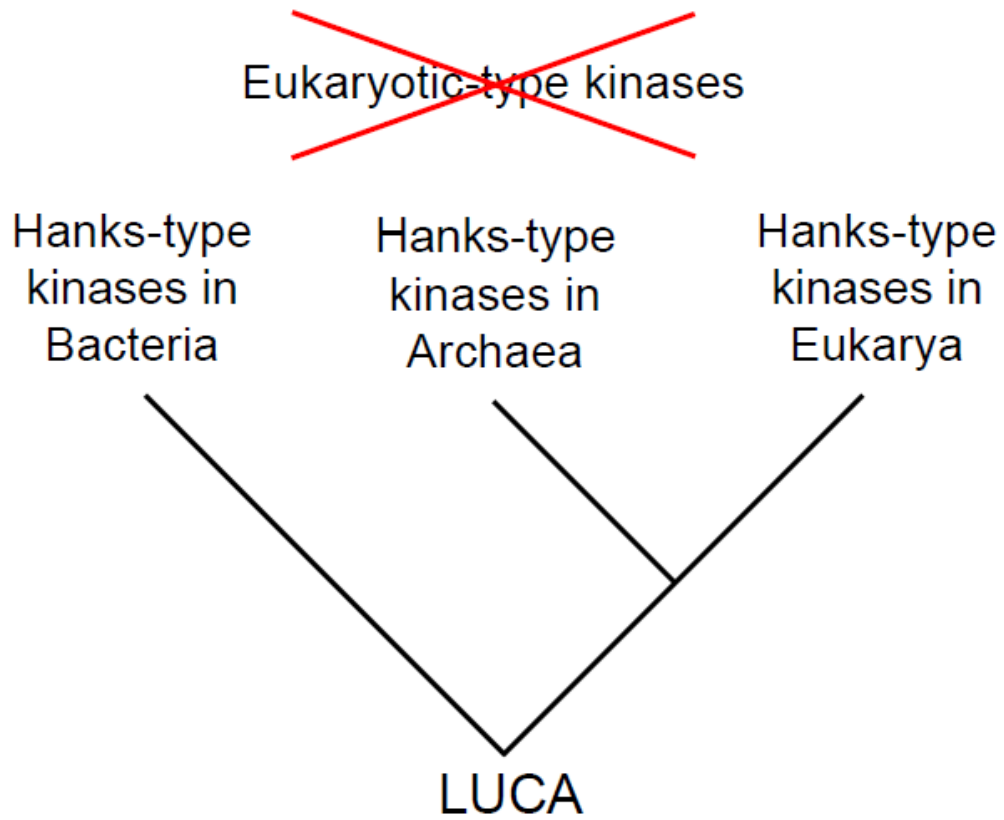 Eukaryotic-type kinases
Hanks-type
kinases in
Bacteria
Hanks-type
kinases in
Archaea
Hanks-type
kinases in
Eukarya
LUCA